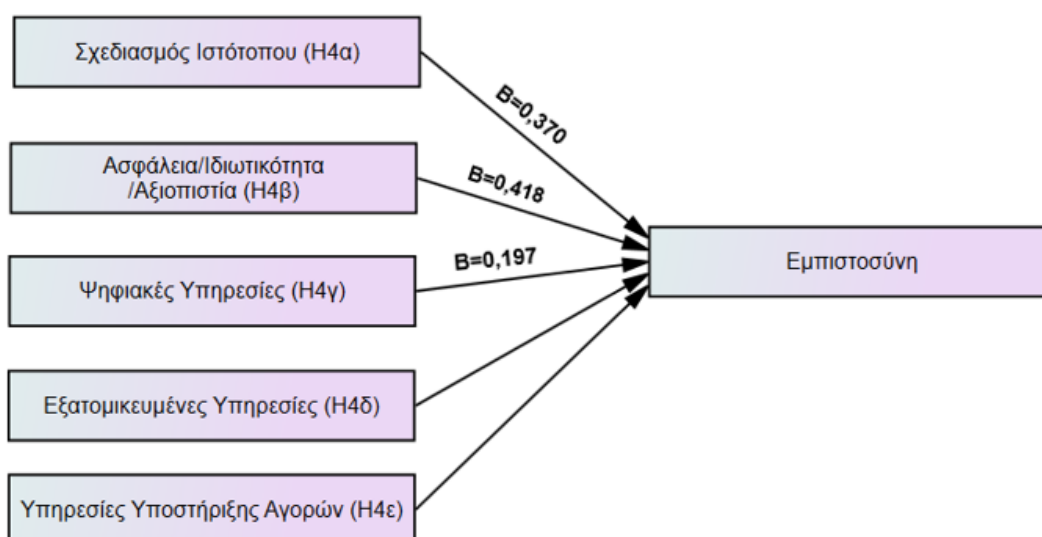 Σχεδιασμός Ιστότοπου (Η4α)
B=0,370
Ασφάλεια/Ιδιωτικότητα
/Αξιοπιστία (Η4β)
B=0,418
Ψηφιακές Υπηρεσίες (Η4γ)
B=0,197
Εμπιστοσύνη
Εξατομικευμένες Υπηρεσίες (Η4δ)
Υπηρεσίες Υποστήριξης Αγορών (Η4ε)